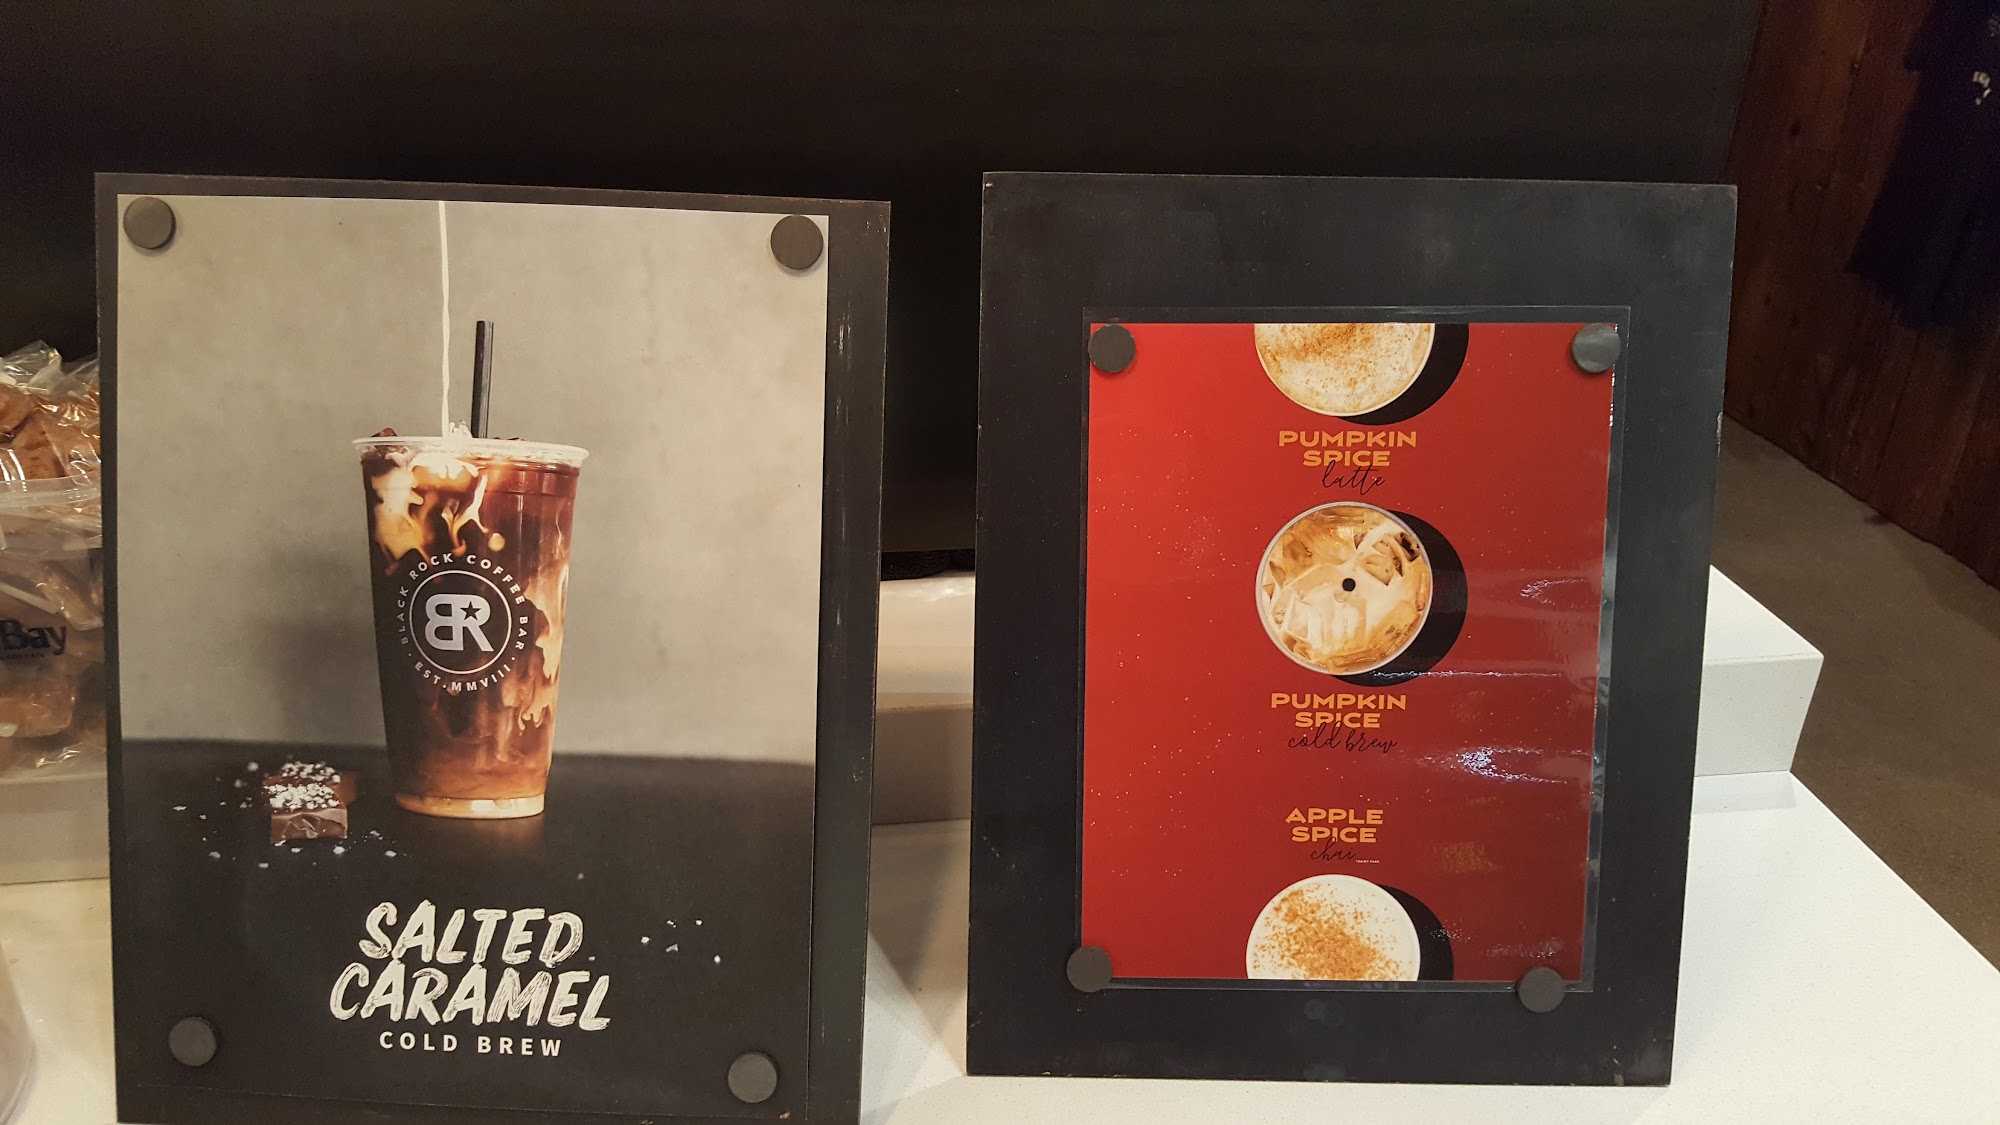 BLACK ROCK COFFEE BAR
BR
· EST. MMVIII ·
SALTED
CARAMEL
COLD BREW
PUMPKIN
SPICE
latte
PUMPKIN
SPICE
cold brew
APPLE
SPICE
chai
Bay